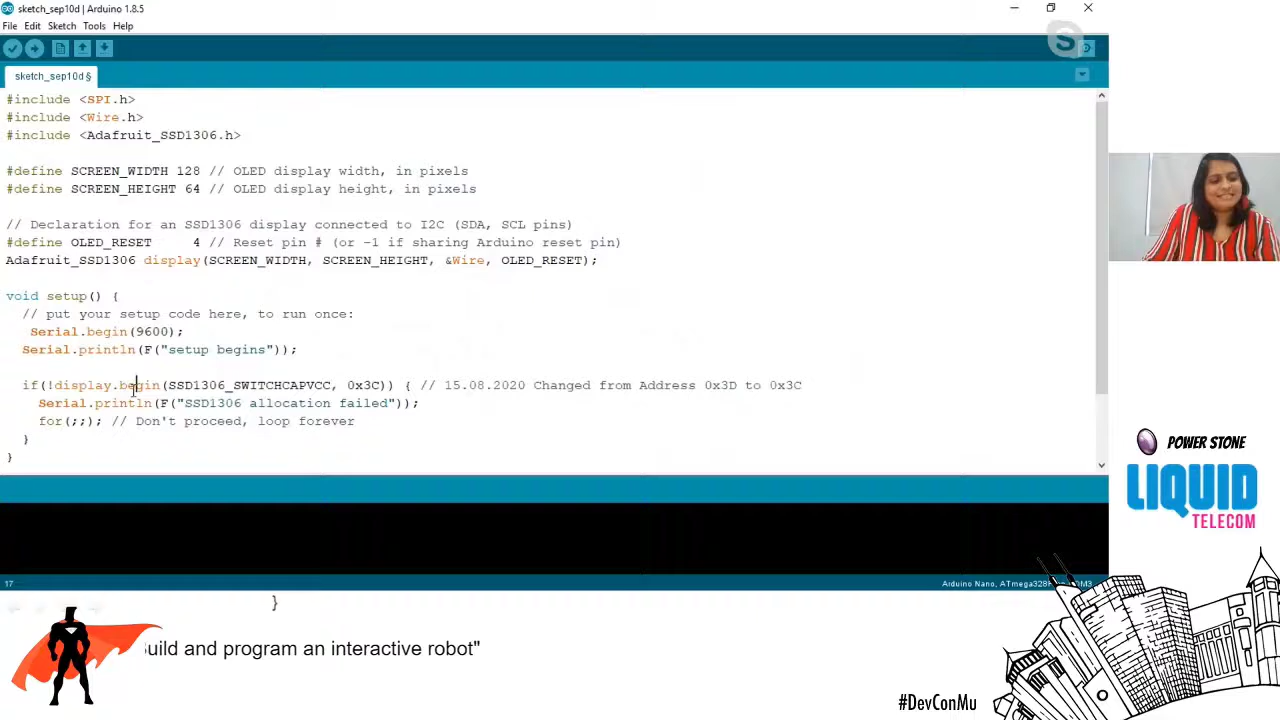 sketch_sep10d | Arduino 1.8.5
File Edit Sketch Tools Help
S
sketch_sep10d §
#include <SPI.h>
#include <Wire.h>
#include <Adafruit_SSD1306.h>
#define SCREEN_WIDTH 128 // OLED display width, in pixels
#define SCREEN_HEIGHT 64 // OLED display height, in pixels
// Declaration for an SSD1306 display connected to I2C (SDA, SCL pins)
#define OLED_RESET     4 // Reset pin # (or -1 if sharing Arduino reset pin)
Adafruit_SSD1306 display(SCREEN_WIDTH, SCREEN_HEIGHT, &Wire, OLED_RESET);
void setup() {
// put your setup code here, to run once:
Serial.begin(9600);
Serial.println(F("setup begins"));
if(!display.begin(SSD1306_SWITCHCAPVCC, 0x3C)) { // 15.08.2020 Changed from Address 0x3D to 0x3C
Serial.println(F("SSD1306 allocation failed"));
for(;;); // Don't proceed, loop forever
}
}
POWER STONE
LIQUID
TELECOM
17
Arduino Nano, ATmega328
}
uild and program an interactive robot"
#DevConMu